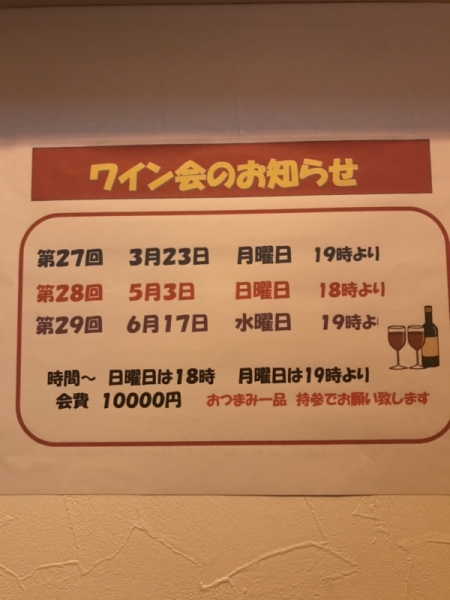 ワイン会のお知らせ
第27回 3月23日 月曜日 19時より
第28回 5月3日 日曜日 18時より
第29回 6月17日 水曜日 19時よ
時間～ 日曜日は18時 月曜日は19時より
会費 10000円 おつまみ一品 持参でお願い致します